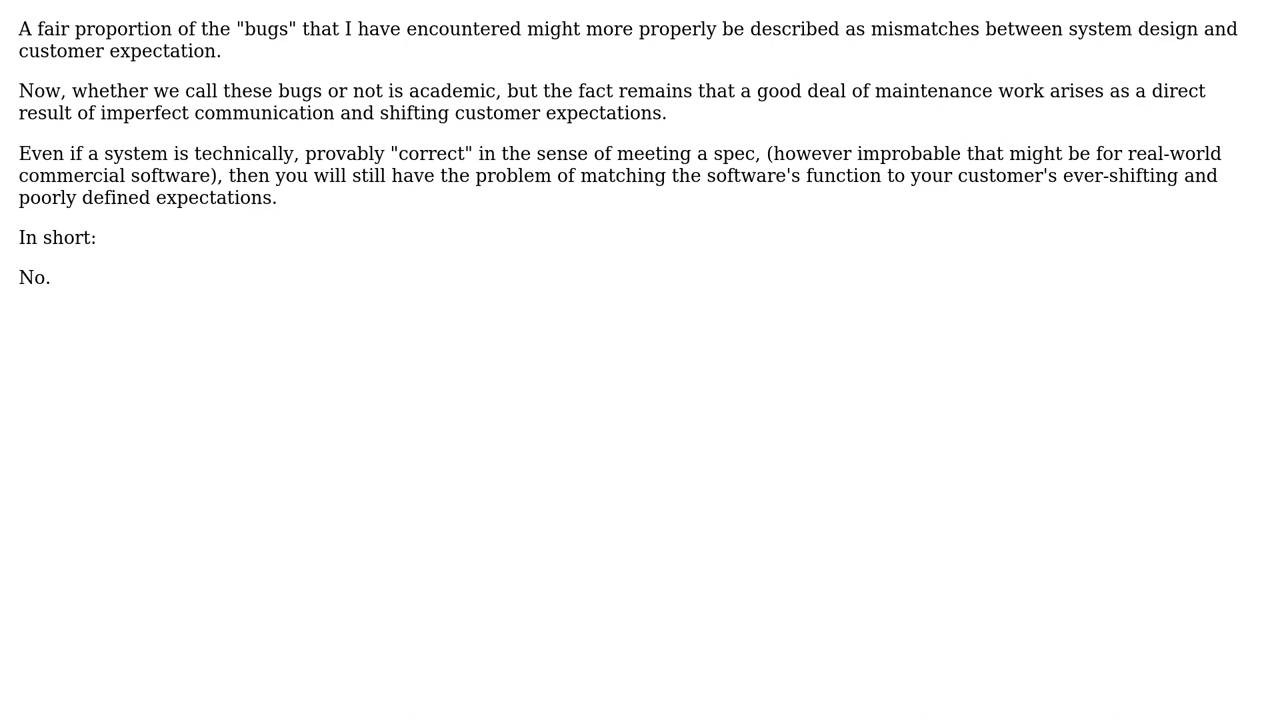 A fair proportion of the "bugs" that I have encountered might more properly be described as mismatches between system design and
customer expectation.
Now, whether we call these bugs or not is academic, but the fact remains that a good deal of maintenance work arises as a direct
result of imperfect communication and shifting customer expectations.
Even if a system is technically, provably "correct" in the sense of meeting a spec, (however improbable that might be for real-world
commercial software), then you will still have the problem of matching the software's function to your customer's ever-shifting and
poorly defined expectations.
In short:
No.